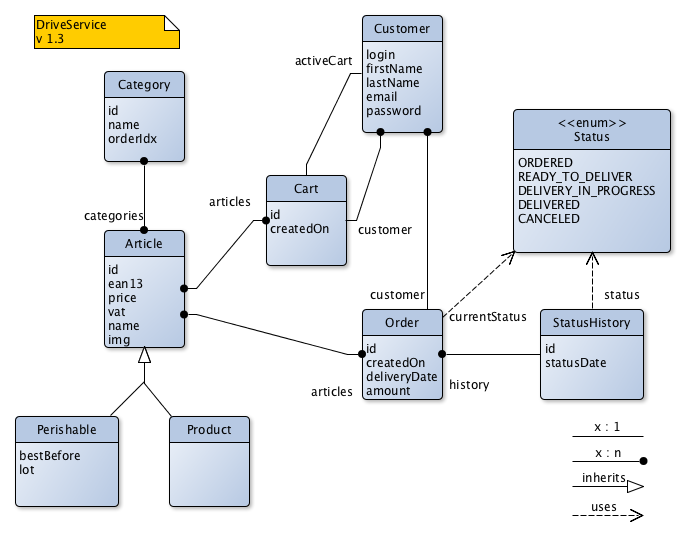 DriveService
v 1.3
Customer
login
firstName
lastName
email
password
activeCart
Category
id
name
orderIdx
<<enum>>
Status
ORDERED
READY_TO_DELIVER
DELIVERY_IN_PROGRESS
DELIVERED
CANCELED
Cart
id
createdOn
articles
customer
categories
Article
id
ean13
price
vat
name
img
customer
currentStatus
status
Order
id
createdOn
deliveryDate
amount
StatusHistory
id
statusDate
articles
history
Perishable
bestBefore
lot
Product
x : 1
x : n
inherits
uses